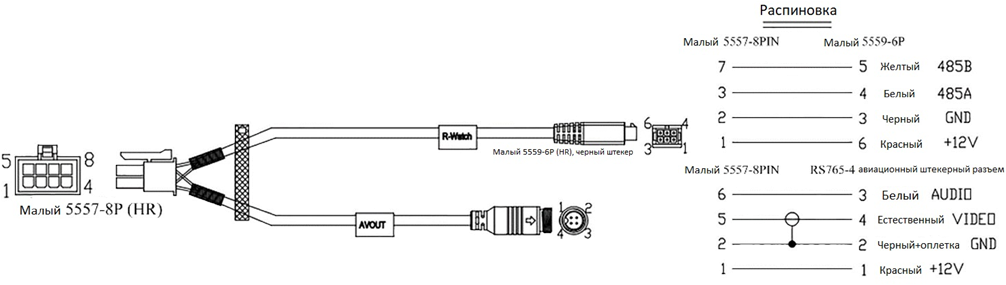 Распиновка
Малый 5557-8PIN Малый 5559-6P
7 5 Желтый 485B
3 4 Белый 485A
2 3 Черный GND
1 6 Красный +12V
Малый 5557-8PIN RS765-4 авиационный штекерный разъем
6 3 Белый AUDIO
5 4 Естественный VIDEO
2 2 Черный+оплетка GND
1 1 Красный +12V
R-Watch
6 4
3 1
Малый 5559-6P (HR), черный штекер
5 8
1 4
Малый 5557-8P (HR)
AVOUT
1 2
4 3